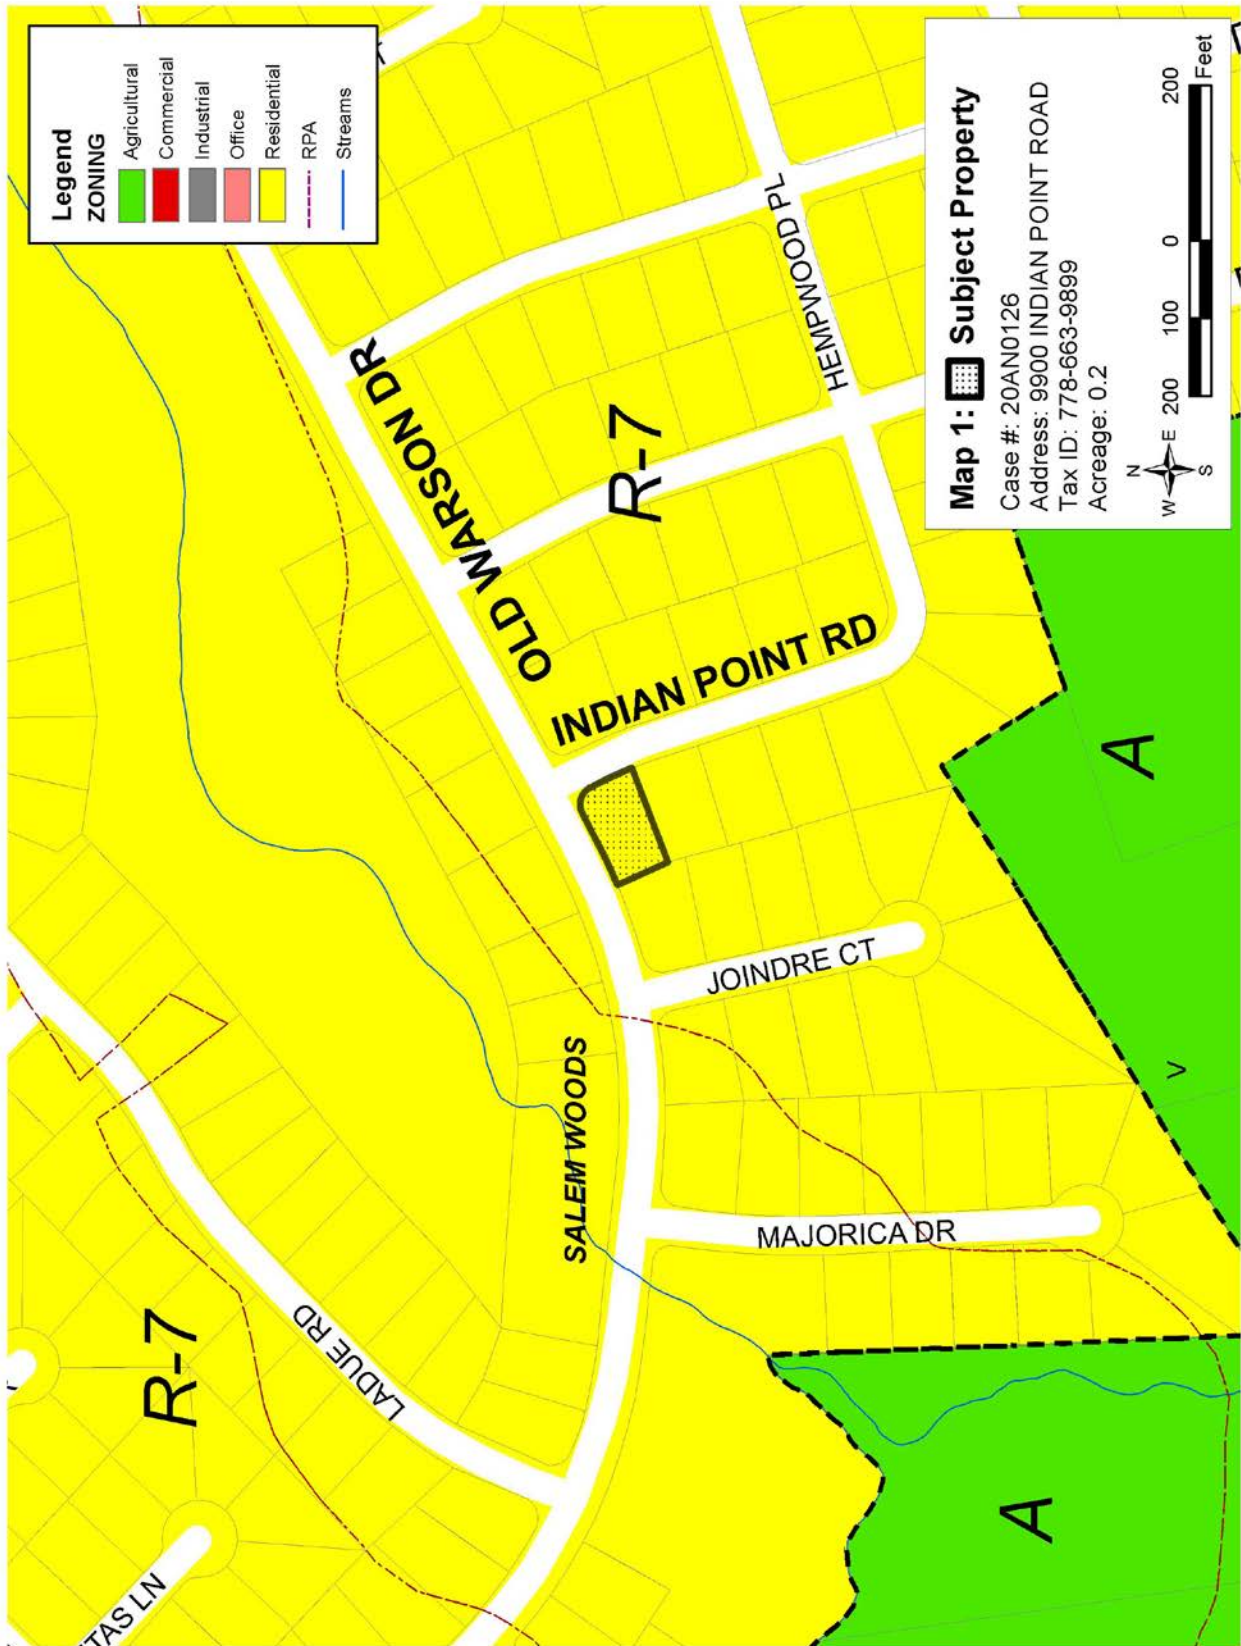 Legend
ZONING
Agricultural
Commercial
Industrial
Office
Residential
RPA
Streams
OLD WARSON DR
R-7
HEMPWOOD PL
INDIAN POINT RD
JOINDRE CT
SALEM WOODS
MAJORICA DR
LADUE RD
R-7
TAS LN
A
A
V
Map 1: Subject Property
Case #: 20AN0126
Address: 9900 INDIAN POINT ROAD
Tax ID: 778-663-9899
Acreage: 0.2
N
W E
S
200 100 0 200
Feet